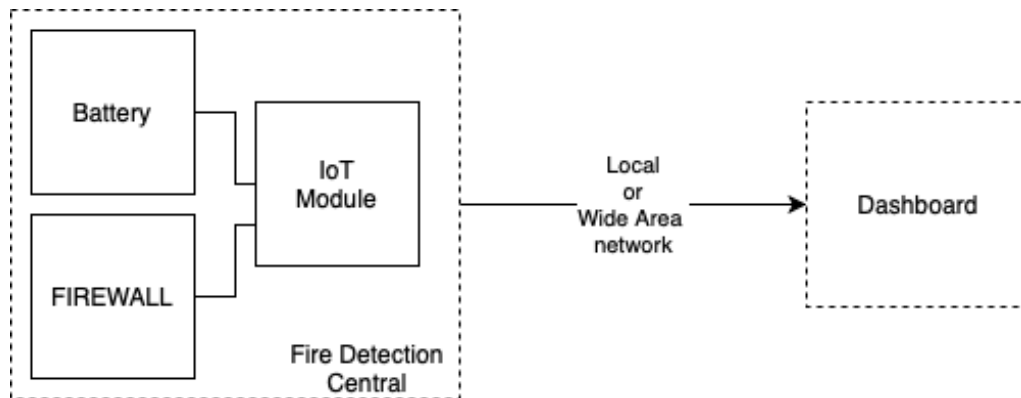 Battery
IoT
Module
FIREWALL
Fire Detection
Central
Local
or
Wide Area
network
Dashboard